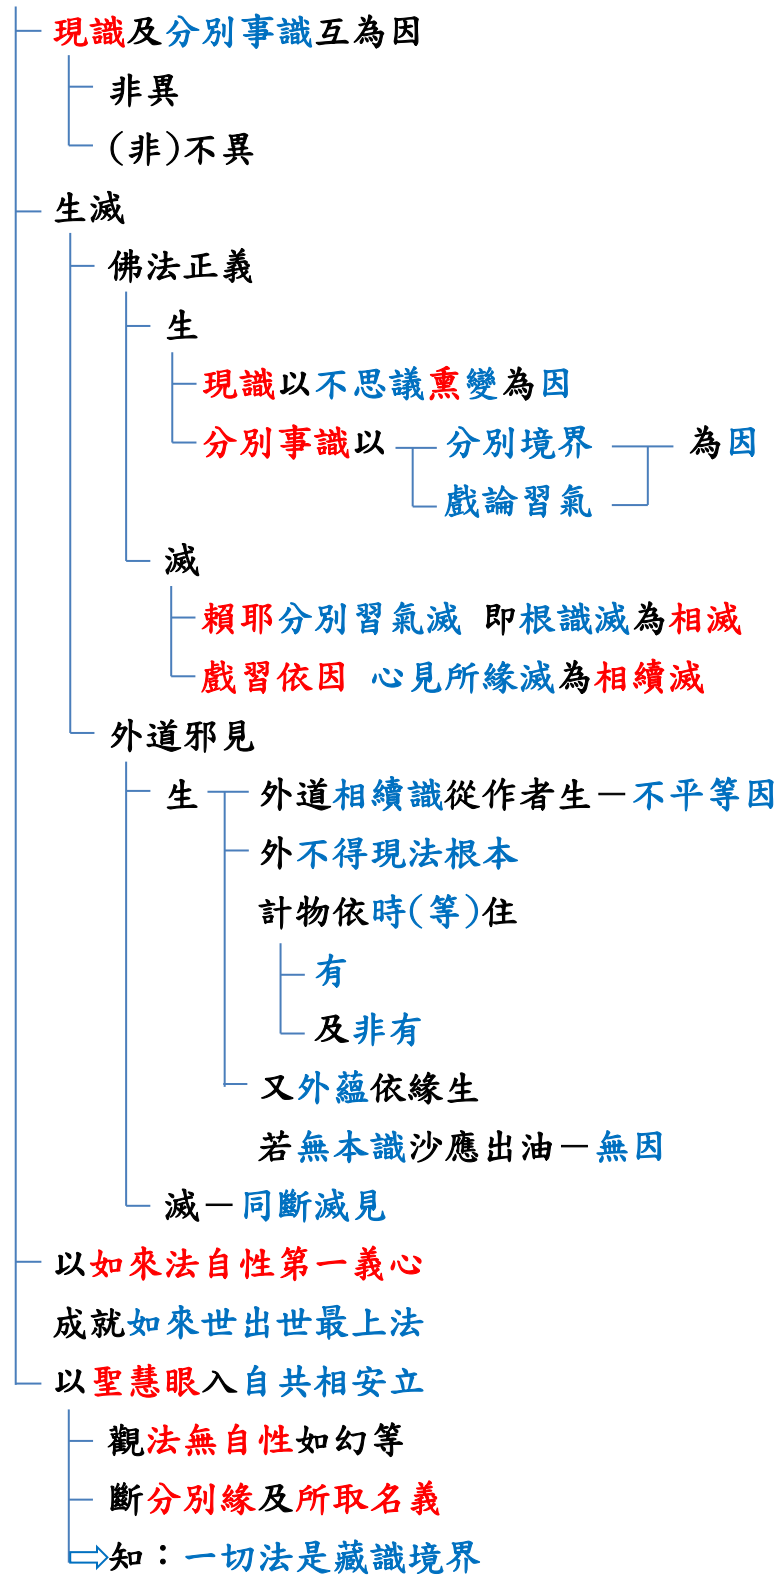 現識及分別事識互為因
非異
(非)不異
生滅
佛法正義
生
現識以不思議熏變為因
分別事識以 分別境界 為因
戲論習氣
滅
賴耶分別習氣滅 即根識滅為相滅
戲習依因 心見所緣滅為相續滅
外道邪見
生 外道相續識從作者生－不平等因
外不得現法根本
計物依時(等)住
有
及非有
又外蘊依緣生
若無本識沙應出油－無因
滅－同斷滅見
以如來法自性第一義心
成就如來世出世最上法
以聖慧眼入自共相安立
觀法無自性如幻等
斷分別緣及所取名義
知：一切法是藏識境界